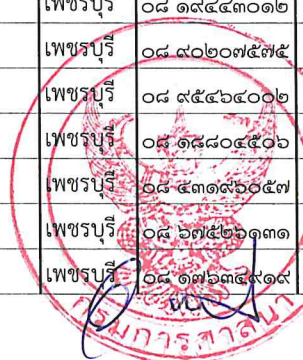 เพชรบุรี ๐๘ ๑๙๔๔๓๐๑๒
เพชรบุรี ๐๘ ๙๐๒๐๗๕๗๕
เพชรบุรี ๐๘ ๙๕๔๖๔๐๐๒
เพชรบุรี ๐๘ ๑๘๘๐๔๕๐๖
เพชรบุรี ๐๘ ๔๓๑๙๖๐๕๗
เพชรบุรี ๐๘ ๖๗๕๒๖๑๓๑
เพชรบุรี ๐๘ ๑๗๖๓๔๙๑๙
กรมการศาสนา